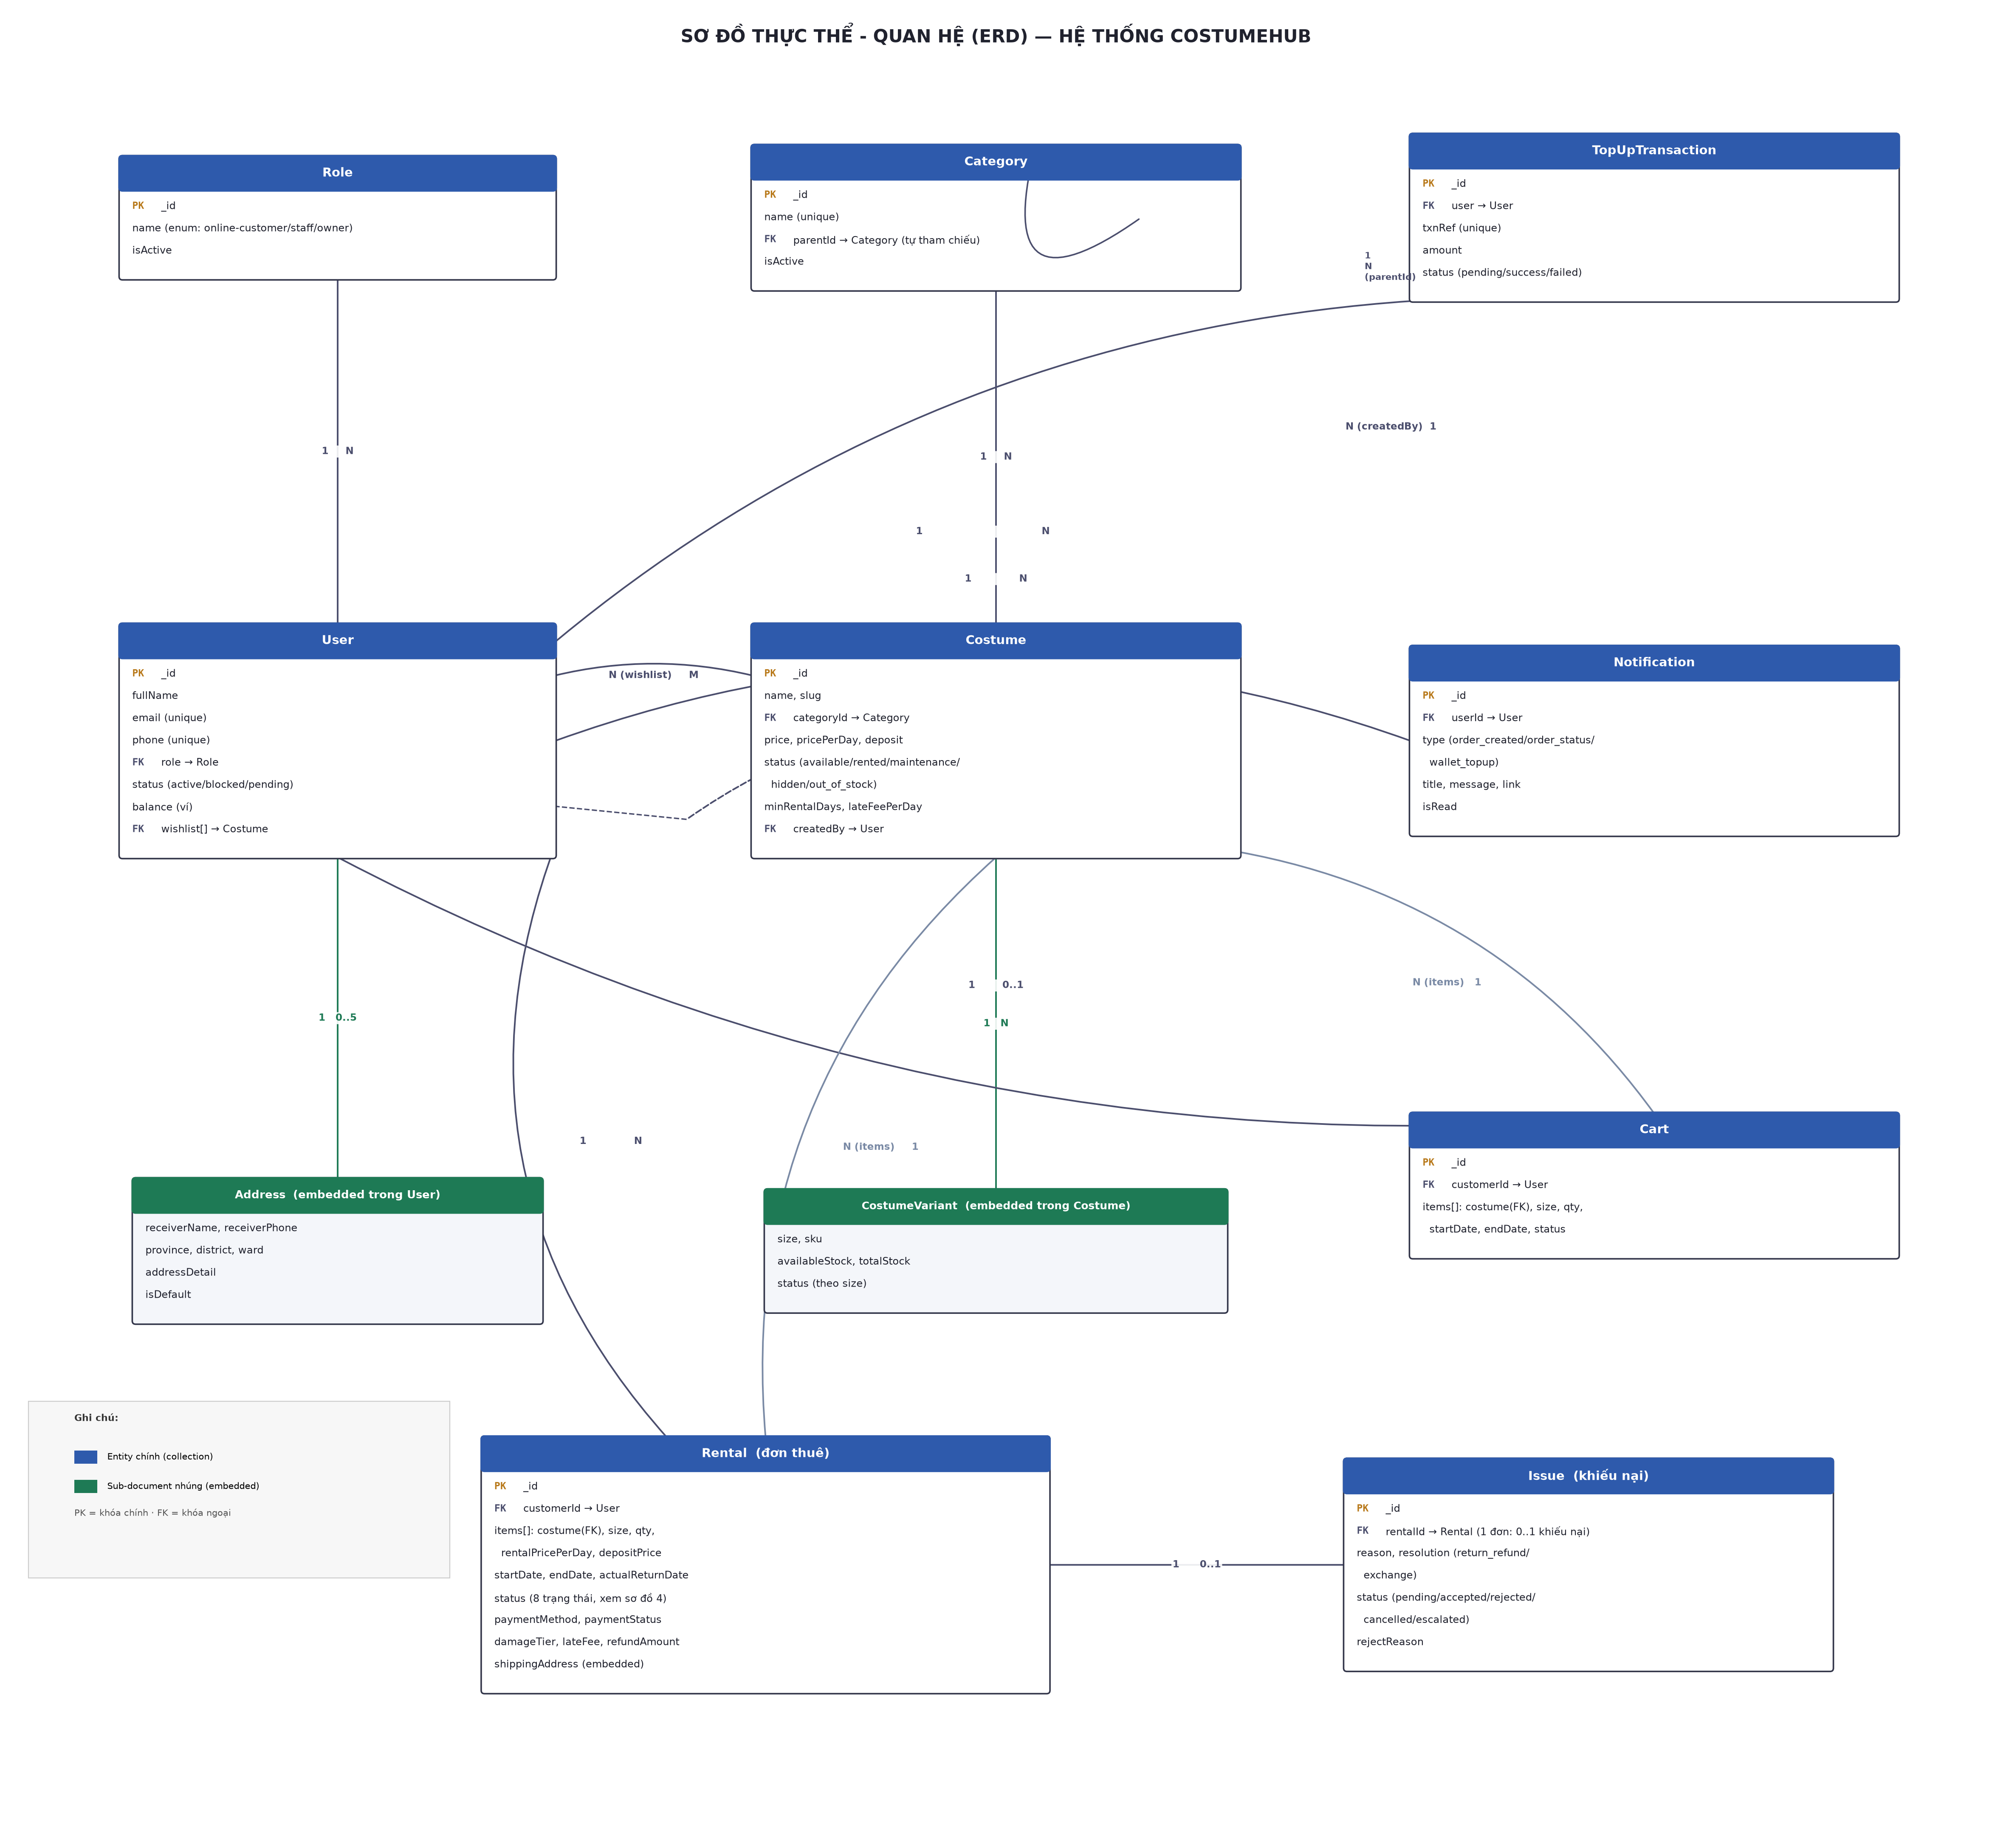 SƠ ĐỒ THỰC THỂ - QUAN HỆ (ERD) — HỆ THỐNG COSTUMEHUB
Role
PK _id
name (enum: online-customer/staff/owner)
isActive
Category
PK _id
name (unique)
FK parentId → Category (tự tham chiếu)
isActive
TopUpTransaction
PK _id
FK user → User
txnRef (unique)
amount
status (pending/success/failed)
1
N
(parentId)
N (createdBy) 1
1 N
1 N
1 N
1 N
User
PK _id
fullName
email (unique)
phone (unique)
FK role → Role
status (active/blocked/pending)
balance (ví)
FK wishlist[] → Costume
N (wishlist) M
Costume
PK _id
name, slug
FK categoryId → Category
price, pricePerDay, deposit
status (available/rented/maintenance/
hidden/out_of_stock)
minRentalDays, lateFeePerDay
FK createdBy → User
Notification
PK _id
FK userId → User
type (order_created/order_status/
wallet_topup)
title, message, link
isRead
1 0..5
1 0..1
1 N
N (items) 1
1 N
N (items) 1
Address (embedded trong User)
receiverName, receiverPhone
province, district, ward
addressDetail
isDefault
CostumeVariant (embedded trong Costume)
size, sku
availableStock, totalStock
status (theo size)
Cart
PK _id
FK customerId → User
items[]: costume(FK), size, qty,
startDate, endDate, status
Ghi chú:
Entity chính (collection)
Sub-document nhúng (embedded)
PK = khóa chính · FK = khóa ngoại
Rental (đơn thuê)
PK _id
FK customerId → User
items[]: costume(FK), size, qty,
rentalPricePerDay, depositPrice
startDate, endDate, actualReturnDate
status (8 trạng thái, xem sơ đồ 4)
paymentMethod, paymentStatus
damageTier, lateFee, refundAmount
shippingAddress (embedded)
1 0..1
Issue (khiếu nại)
PK _id
FK rentalId → Rental (1 đơn: 0..1 khiếu nại)
reason, resolution (return_refund/
exchange)
status (pending/accepted/rejected/
cancelled/escalated)
rejectReason